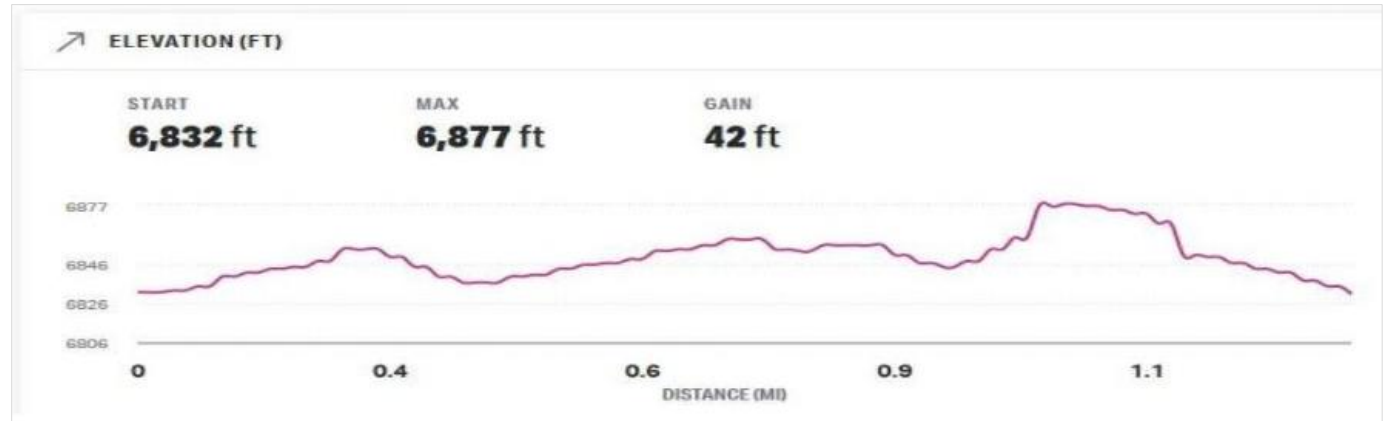 ELEVATION (FT)
START MAX GAIN
6,832 ft 6,877 ft 42 ft
6877
6846
6826
6806
0 0.4 0.6 0.9 1.1
DISTANCE (MI)